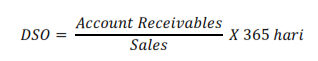 DSO = Account Receivables / Sales X 365 hari